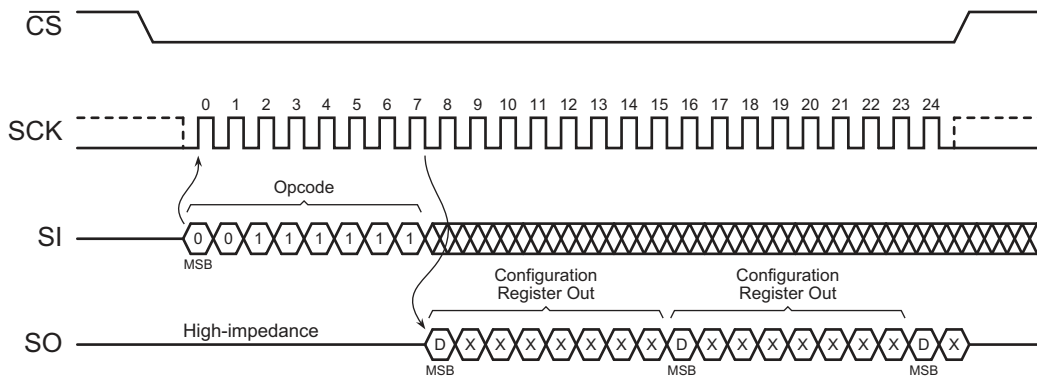 CS
0 1 2 3 4 5 6 7 8 9 10 11 12 13 14 15 16 17 18 19 20 21 22 23 24
SCK
Opcode
SI
0 0 1 1 1 1 1 1
MSB
Configuration Register Out
Configuration Register Out
High-impedance
SO
D X X X X X X X D X X X X X X X D X
MSB MSB MSB